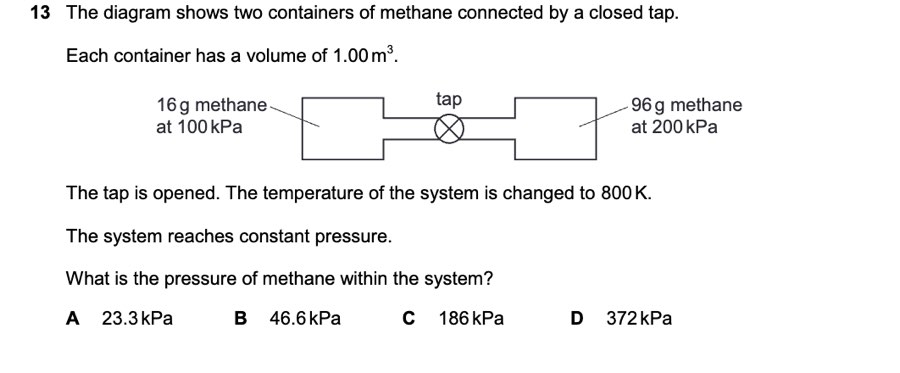 13 The diagram shows two containers of methane connected by a closed tap.
Each container has a volume of 1.00 m³.
16 g methane
at 100 kPa
tap
96 g methane
at 200 kPa
The tap is opened. The temperature of the system is changed to 800 K.
The system reaches constant pressure.
What is the pressure of methane within the system?
A 23.3 kPa B 46.6 kPa C 186 kPa D 372 kPa